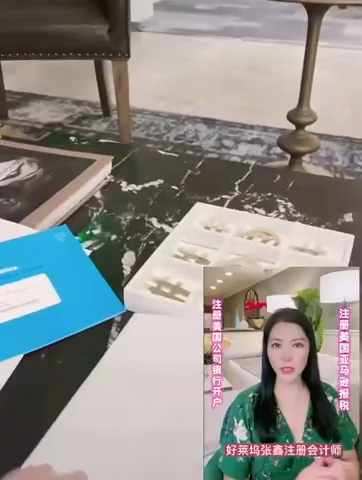 注册美国公司银行开户
注册美国亚马逊报税
好莱坞张鑫注册会计师